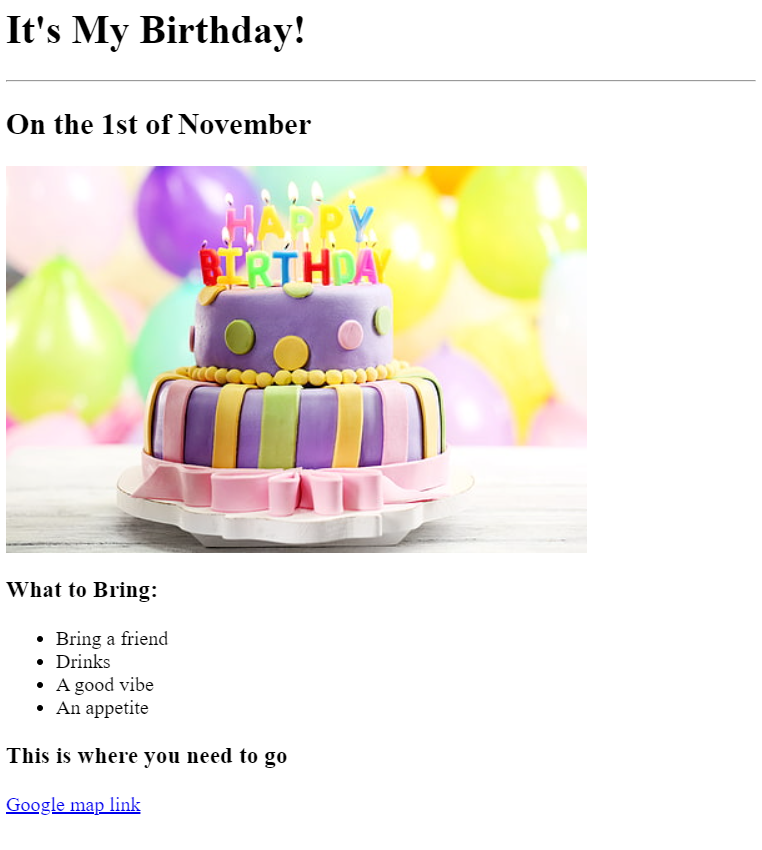 It's My Birthday!
On the 1st of November
HAPPY
BIRTHDAY
What to Bring:
Bring a friend
Drinks
A good vibe
An appetite
This is where you need to go
Google map link